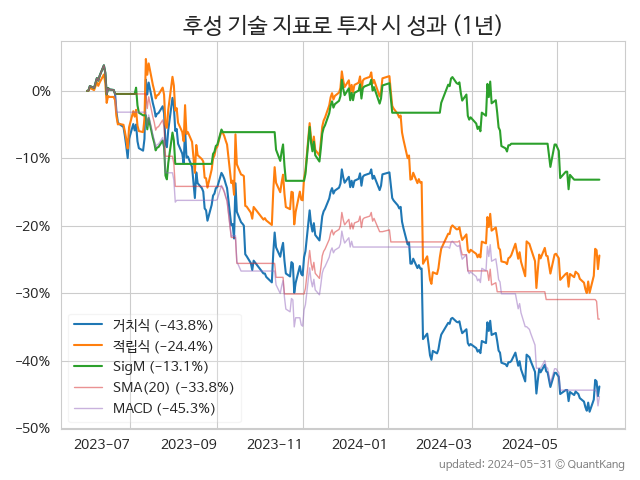 후성 기술 지표로 투자 시 성과 (1년)
0%
−10%
−20%
−30%
−40%
−50%
거치식 (−43.8%)
적립식 (−24.4%)
SigM (−13.1%)
SMA(20) (−33.8%)
MACD (−45.3%)
2023-07 2023-09 2023-11 2024-01 2024-03 2024-05
updated: 2024-05-31 © QuantKang